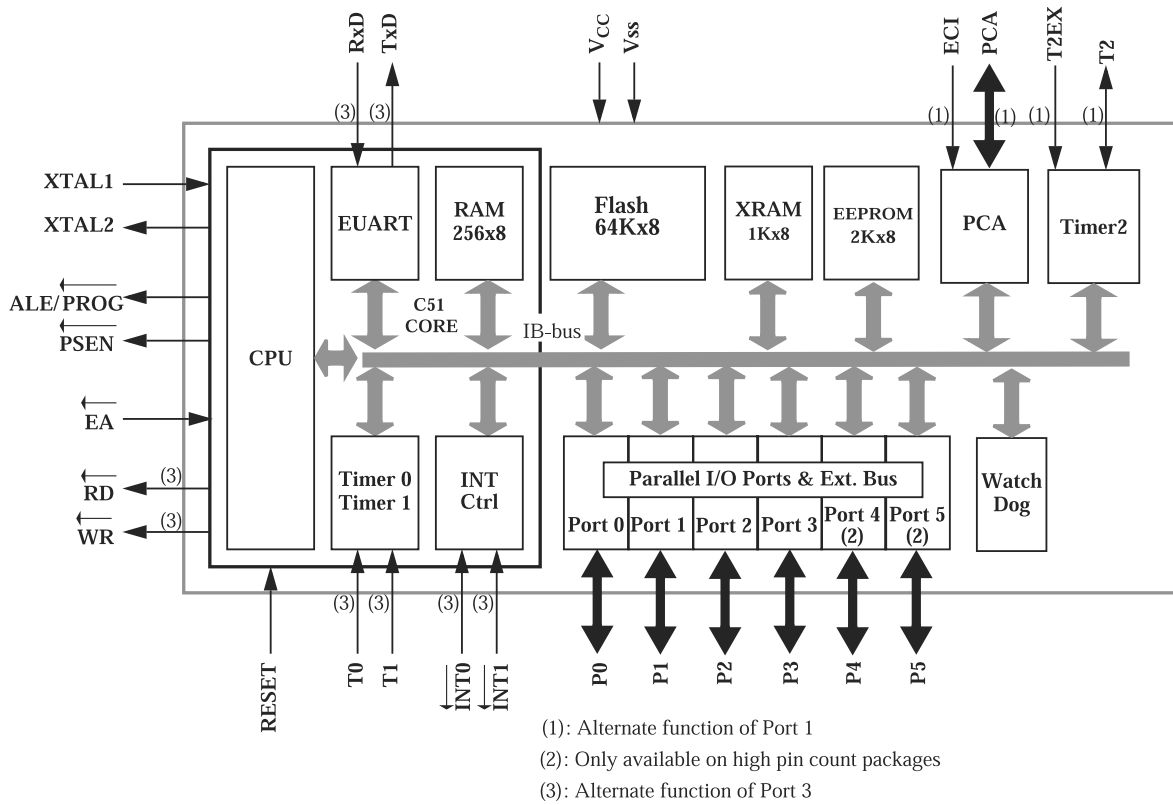 RxD
TxD
VCC
Vss
ECI
PCA
T2EX
T2
(3)
(3)
(1)
(1)
(1)
(1)
XTAL1
XTAL2
ALE/PROG
PSEN
EA
RD
(3)
WR
(3)
CPU
EUART
RAM
256x8
C51
CORE
IB-bus
Flash
64Kx8
XRAM
1Kx8
EEPROM
2Kx8
PCA
Timer2
Timer 0
Timer 1
INT
Ctrl
Parallel I/O Ports & Ext. Bus
Port 0
Port 1
Port 2
Port 3
Port 4
(2)
Port 5
(2)
Watch
Dog
(3)
(3)
(3)
(3)
RESET
T0
T1
INT0
INT1
P0
P1
P2
P3
P4
P5
(1): Alternate function of Port 1
(2): Only available on high pin count packages
(3): Alternate function of Port 3